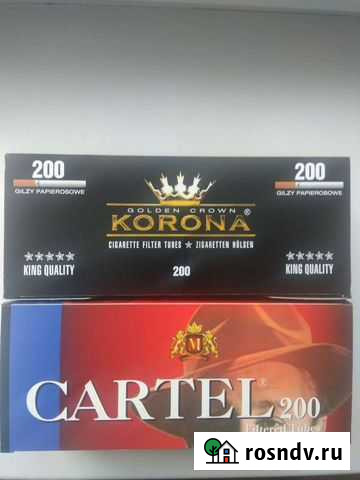 200
GILZY PAPIEROSOWE
200
GILZY PAPIEROSOWE
GOLDEN CROWN
KORONA®
CIGARETTE FILTER TUBES ★ ZIGARETTEN HÜLSEN
★★★★★
KING QUALITY
★★★★★
KING QUALITY
200
M
CARTEL® 200
Filtered Tubes
rosndv.ru